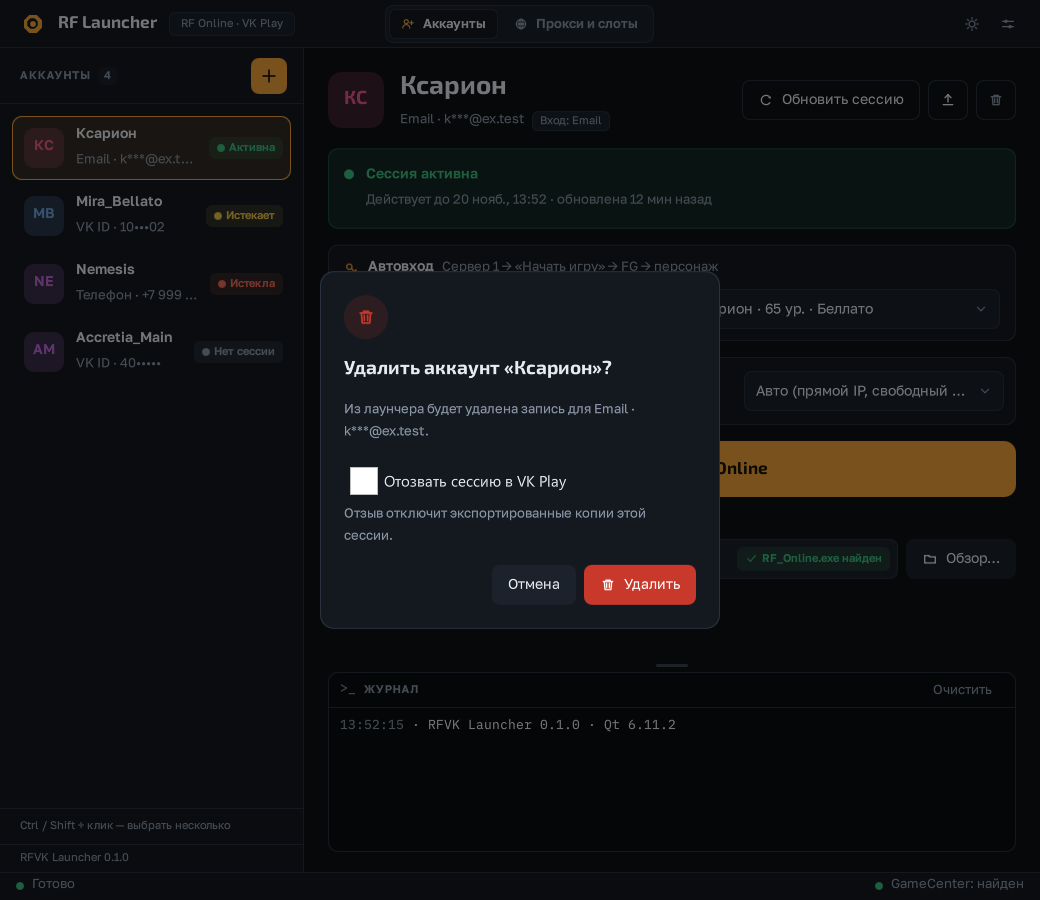 RF Launcher
RF Online · VK Play
Аккаунты
Прокси и слоты
АККАУНТЫ 4
КС
Ксарион
Email · k***@ex.t...
Активна
MB
Mira_Bellato
VK ID · 10•••02
Истекает
NE
Nemesis
Телефон · +7 999 ...
Истекла
AM
Accretia_Main
VK ID · 40•••••
Нет сессии
Ctrl / Shift + клик — выбрать несколько
RFVK Launcher 0.1.0
КС
Ксарион
Email · k***@ex.test
Вход: Email
Обновить сессию
Сессия активна
Действует до 20 нояб., 13:52 · обновлена 12 мин назад
Автовход Сервер 1 → «Начать игру» → FG → персонаж
рион · 65 ур. · Беллато
Авто (прямой IP, свободный ...
Online
RF_Online.exe найден
Обзор...
Удалить аккаунт «Ксарион»?
Из лаунчера будет удалена запись для Email ·
k***@ex.test.
Отозвать сессию в VK Play
Отзыв отключит экспортированные копии этой
сессии.
Отмена
Удалить
>_ ЖУРНАЛ
Очистить
13:52:15 · RFVK Launcher 0.1.0 · Qt 6.11.2
Готово
GameCenter: найден